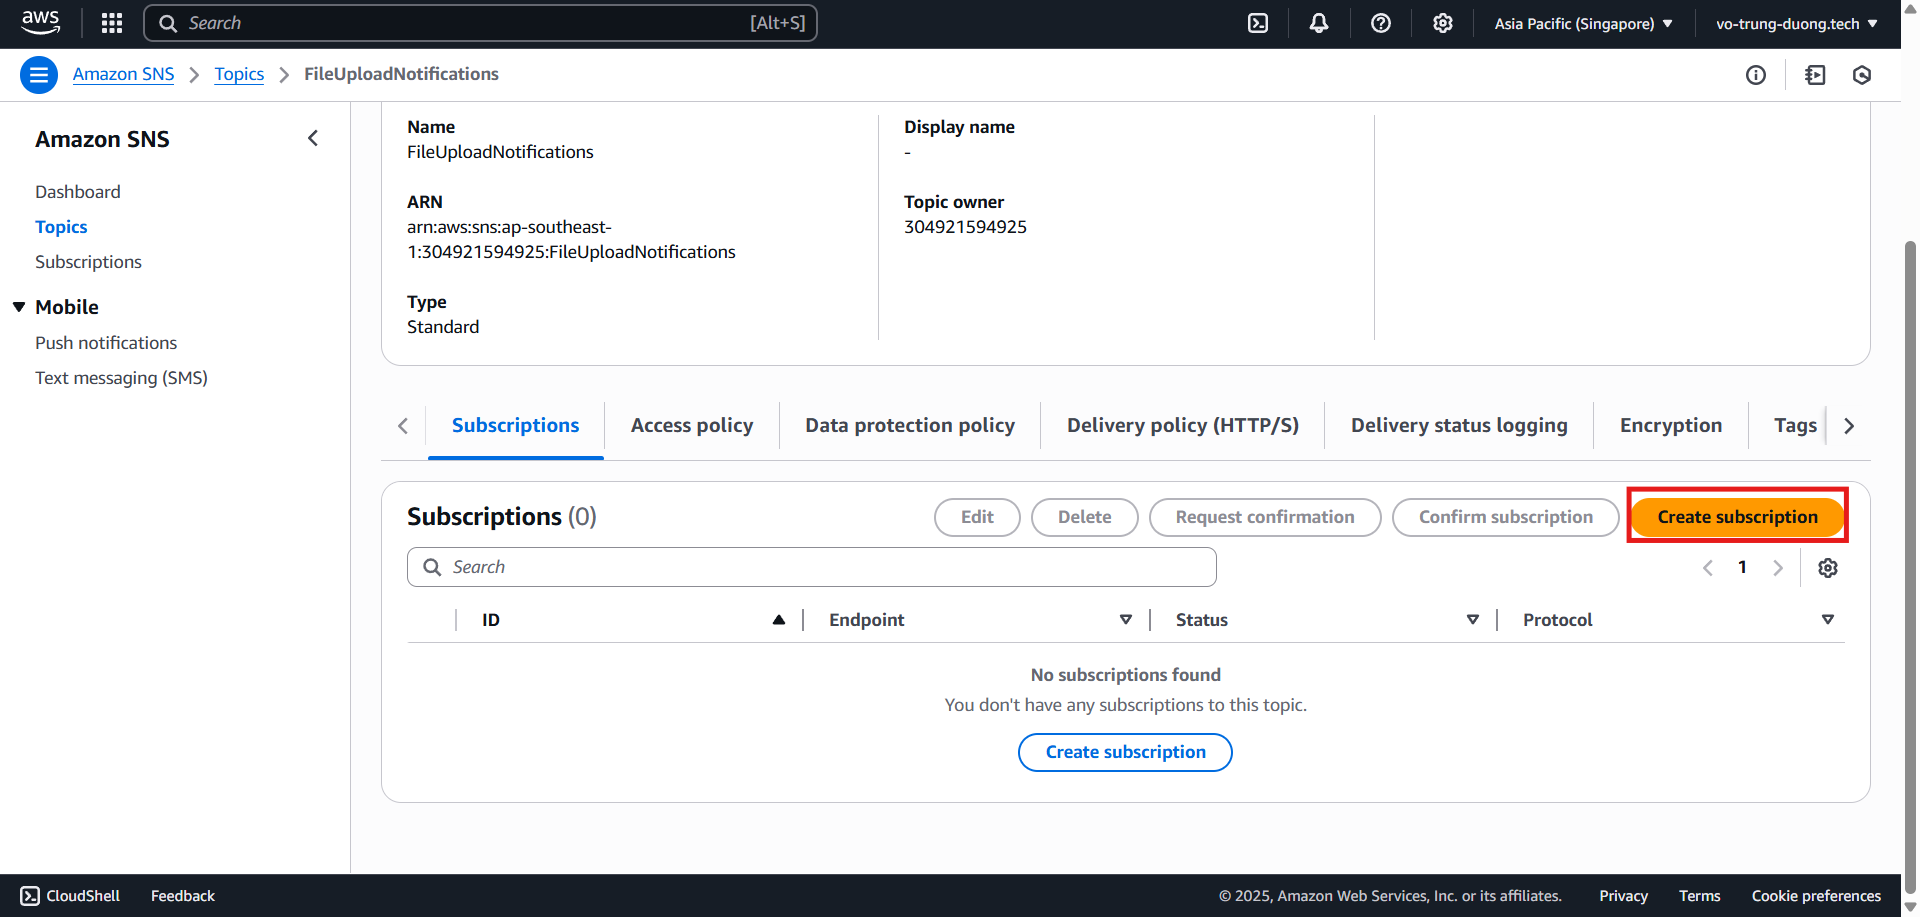 aws
Search [Alt+S]
Asia Pacific (Singapore)
vo-trung-duong.tech
Amazon SNS
Topics
FileUploadNotifications
Amazon SNS
Dashboard
Topics
Subscriptions
Mobile
Push notifications
Text messaging (SMS)
Name
FileUploadNotifications
ARN
arn:aws:sns:ap-southeast-
1:304921594925:FileUploadNotifications
Type
Standard
Display name
-
Topic owner
304921594925
Subscriptions
Access policy
Data protection policy
Delivery policy (HTTP/S)
Delivery status logging
Encryption
Tags
Subscriptions (0)
Edit
Delete
Request confirmation
Confirm subscription
Create subscription
Search
1
ID
Endpoint
Status
Protocol
No subscriptions found
You don't have any subscriptions to this topic.
Create subscription
CloudShell
Feedback
© 2025, Amazon Web Services, Inc. or its affiliates.
Privacy
Terms
Cookie preferences